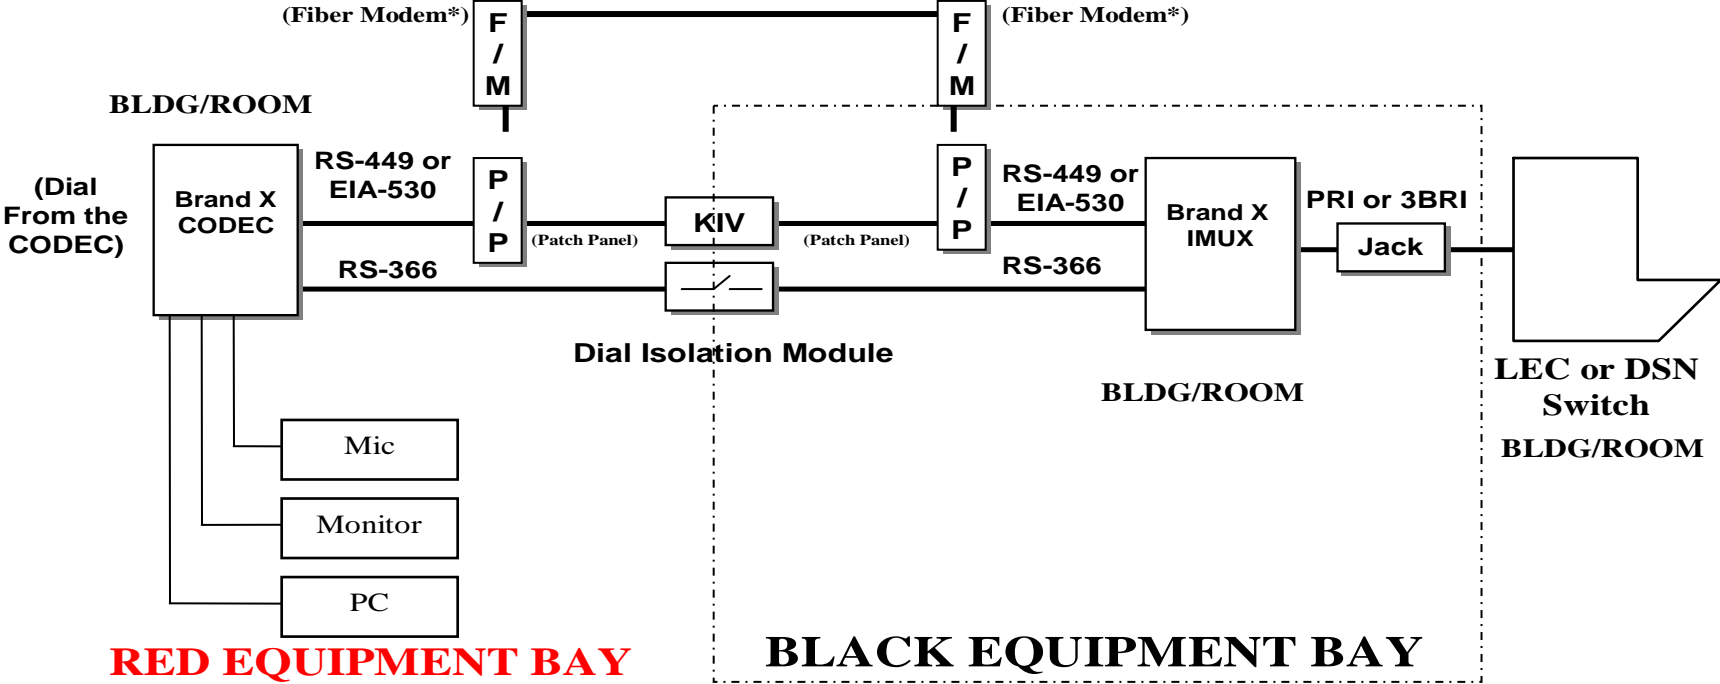 (Fiber Modem*)
F
/
M
F
/
M
(Fiber Modem*)
BLDG/ROOM
(Dial
From the
CODEC)
Brand X
CODEC
RS-449 or
EIA-530
P
/
P
(Patch Panel)
KIV
(Patch Panel)
P
/
P
RS-449 or
EIA-530
Brand X
IMUX
PRI or 3BRI
Jack
RS-366
RS-366
Dial Isolation Module
BLDG/ROOM
LEC or DSN
Switch
BLDG/ROOM
Mic
Monitor
PC
RED EQUIPMENT BAY
BLACK EQUIPMENT BAY